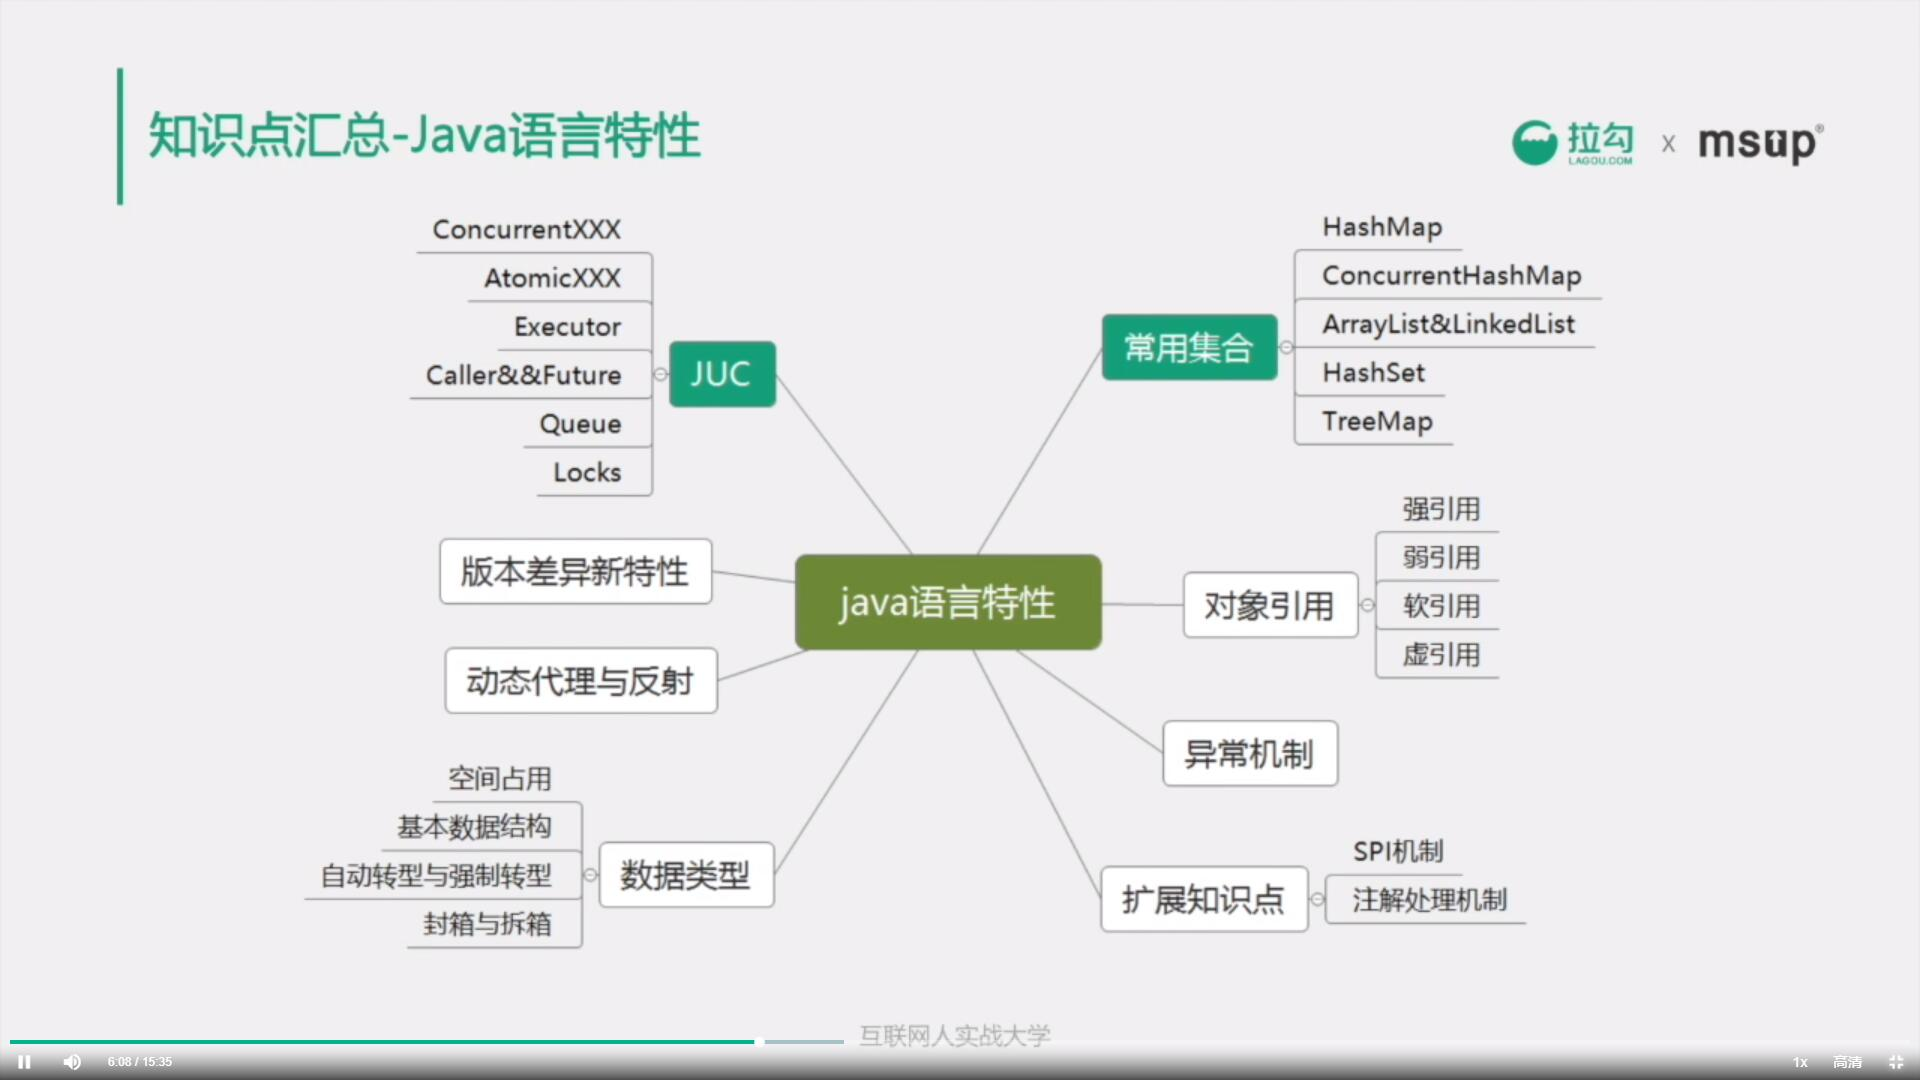 知识点汇总-Java语言特性
拉勾
LAGOU.COM
X
msup®
ConcurrentXXX
AtomicXXX
Executor
Caller&&Future
Queue
Locks
JUC
常用集合
HashMap
ConcurrentHashMap
ArrayList&LinkedList
HashSet
TreeMap
版本差异新特性
java语言特性
对象引用
强引用
弱引用
软引用
虚引用
动态代理与反射
异常机制
空间占用
基本数据结构
自动转型与强制转型
封箱与拆箱
数据类型
扩展知识点
SPI机制
注解处理机制
互联网人实战大学
6:08 / 15:35
1x
高清